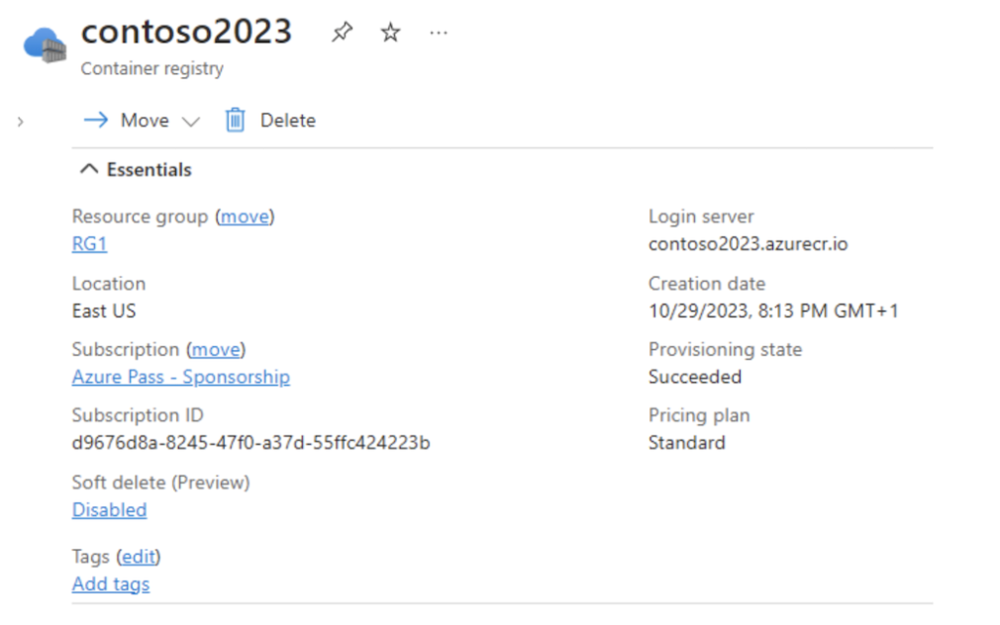 contoso2023
Container registry
Move
Delete
Essentials
Resource group (move)
RG1
Location
East US
Subscription (move)
Azure Pass - Sponsorship
Subscription ID
d9676d8a-8245-47f0-a37d-55ffc424223b
Soft delete (Preview)
Disabled
Tags (edit)
Add tags
Login server
contoso2023.azurecr.io
Creation date
10/29/2023, 8:13 PM GMT+1
Provisioning state
Succeeded
Pricing plan
Standard